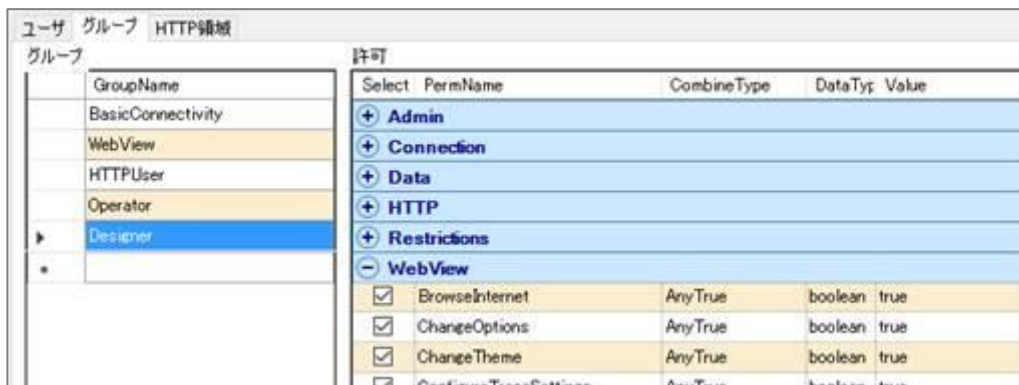 ユーザ グループ HTTP領域
グループ 許可
GroupName
BasicConnectivity
WebView
HTTPUser
Operator
Designer
Select PermName CombineType DataTyp Value
Admin
Connection
Data
HTTP
Restrictions
WebView
BrowseInternet AnyTrue boolean true
ChangeOptions AnyTrue boolean true
ChangeTheme AnyTrue boolean true